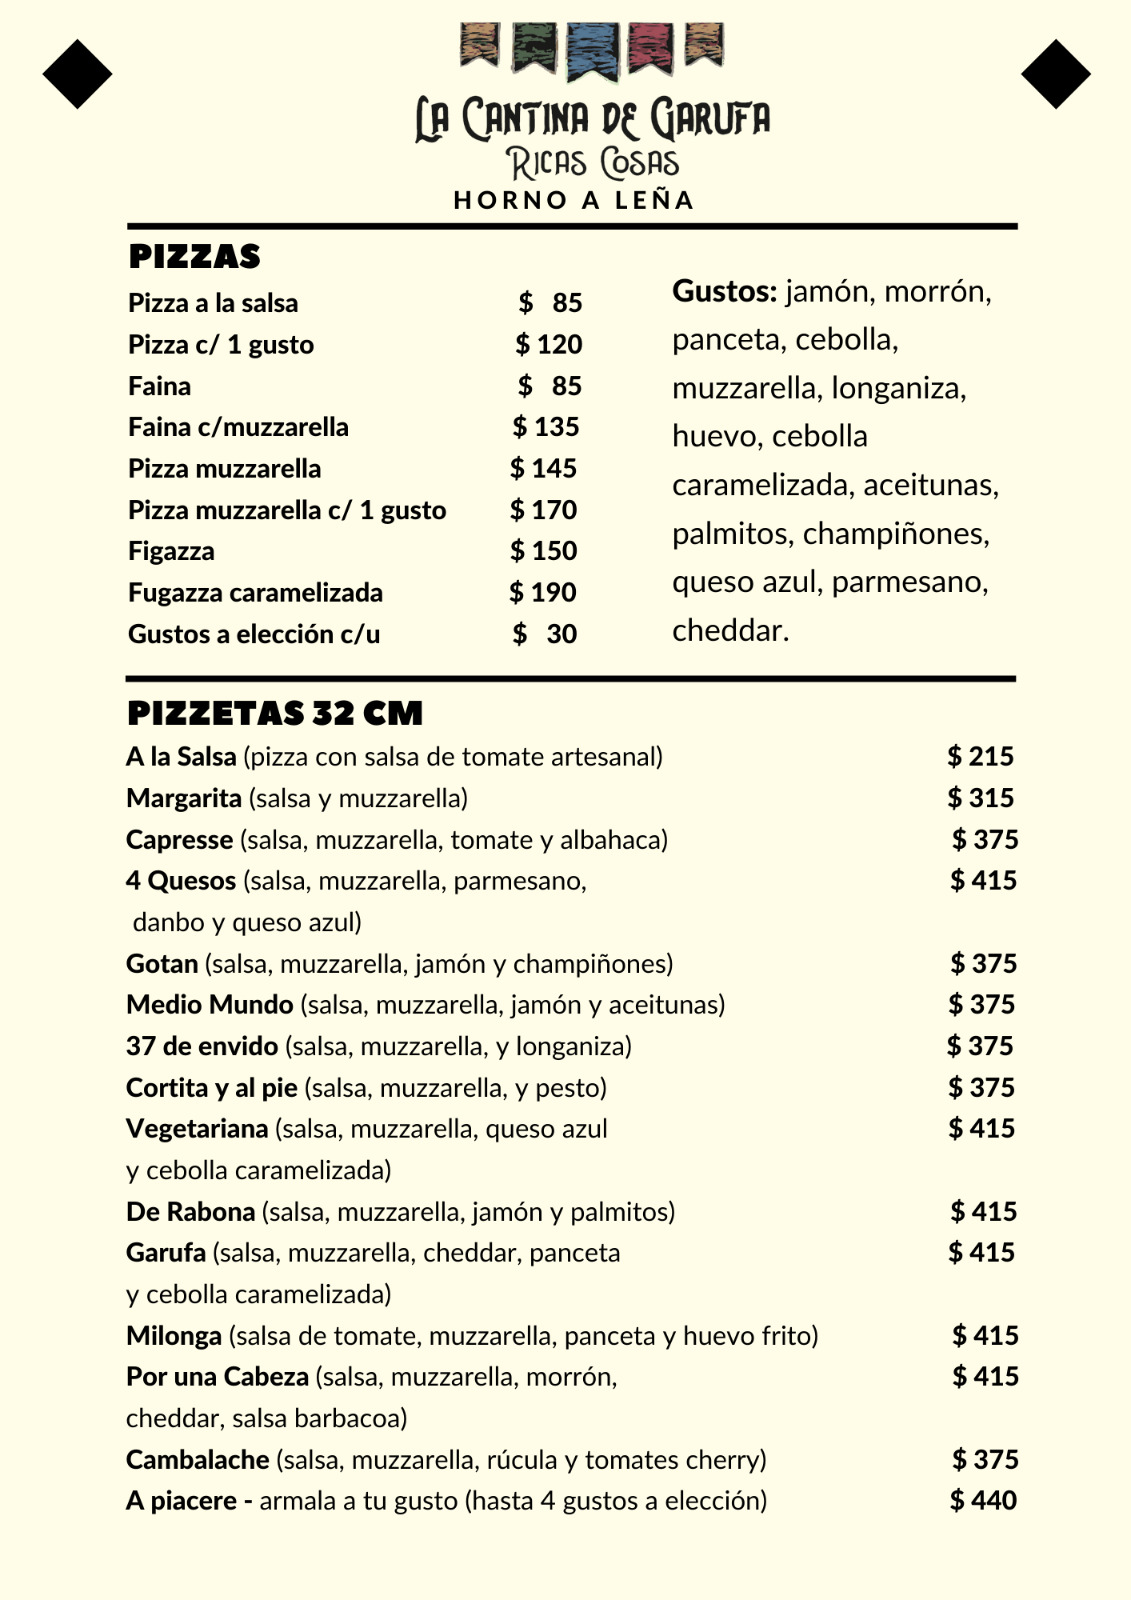 La Cantina de Garufa
Ricas Cosas
HORNO A LEÑA
PIZZAS
Pizza a la salsa $ 85
Pizza c/ 1 gusto $ 120
Faina $ 85
Faina c/muzzarella $ 135
Pizza muzzarella $ 145
Pizza muzzarella c/ 1 gusto $ 170
Figazza $ 150
Fugazza caramelizada $ 190
Gustos a elección c/u $ 30
Gustos: jamón, morrón,
panceta, cebolla,
muzzarella, longaniza,
huevo, cebolla
caramelizada, aceitunas,
palmitos, champiñones,
queso azul, parmesano,
cheddar.
PIZZETAS 32 CM
A la Salsa (pizza con salsa de tomate artesanal) $ 215
Margarita (salsa y muzzarella) $ 315
Capresse (salsa, muzzarella, tomate y albahaca) $ 375
4 Quesos (salsa, muzzarella, parmesano, $ 415
danbo y queso azul)
Gotan (salsa, muzzarella, jamón y champiñones) $ 375
Medio Mundo (salsa, muzzarella, jamón y aceitunas) $ 375
37 de envido (salsa, muzzarella, y longaniza) $ 375
Cortita y al pie (salsa, muzzarella, y pesto) $ 375
Vegetariana (salsa, muzzarella, queso azul $ 415
y cebolla caramelizada)
De Rabona (salsa, muzzarella, jamón y palmitos) $ 415
Garufa (salsa, muzzarella, cheddar, panceta $ 415
y cebolla caramelizada)
Milonga (salsa de tomate, muzzarella, panceta y huevo frito) $ 415
Por una Cabeza (salsa, muzzarella, morrón, $ 415
cheddar, salsa barbacoa)
Cambalache (salsa, muzzarella, rúcula y tomates cherry) $ 375
A piacere - armala a tu gusto (hasta 4 gustos a elección) $ 440